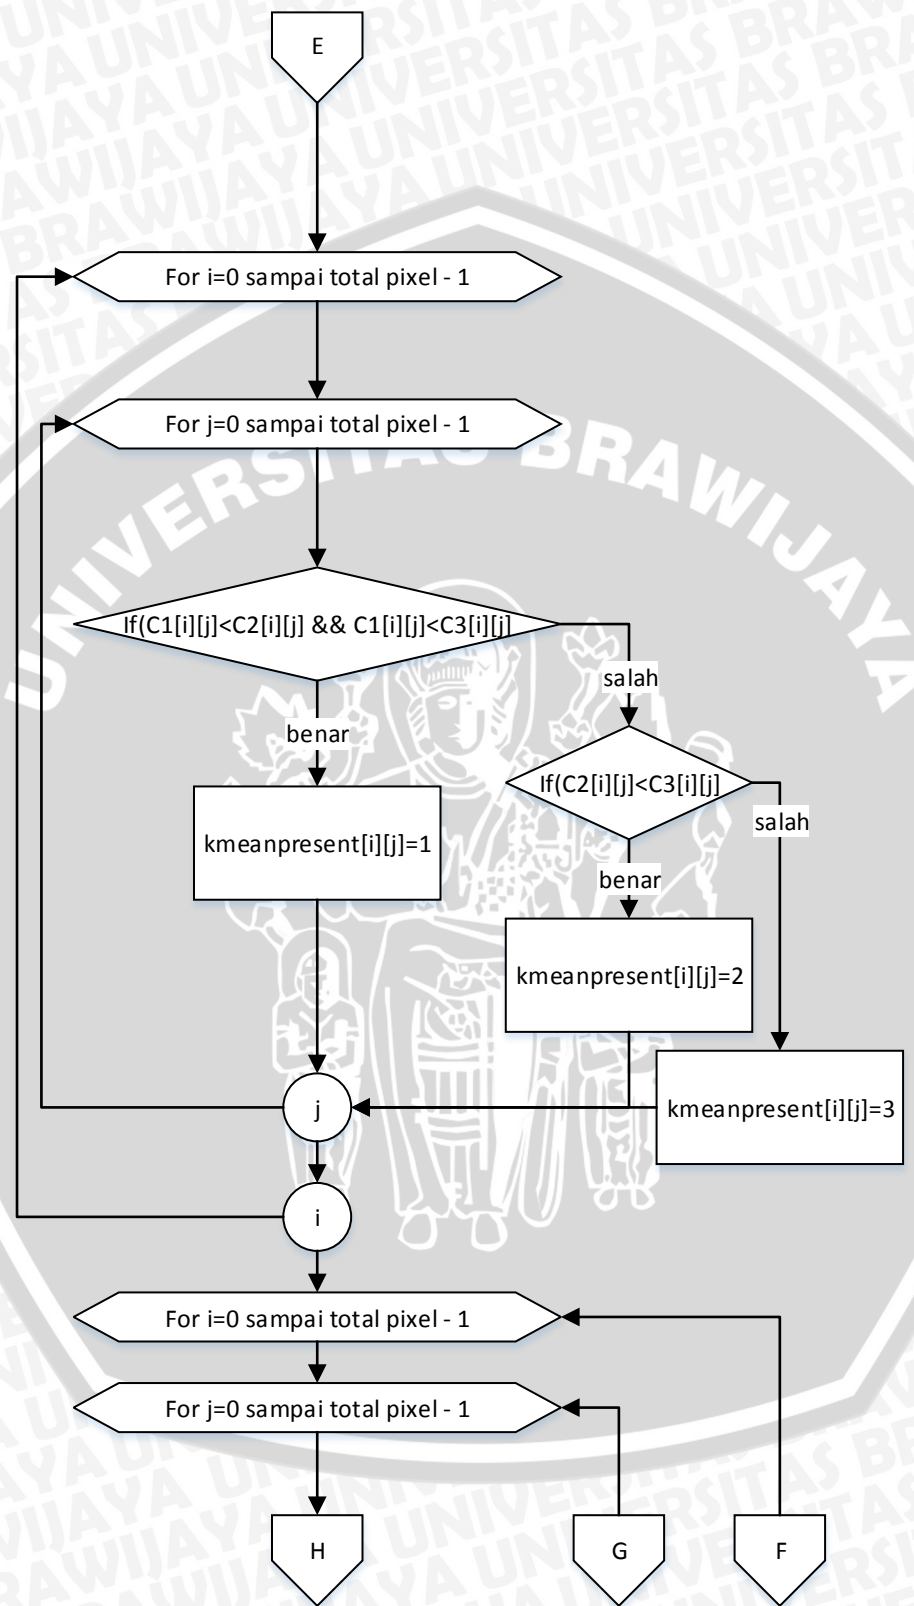 E
For i=0 sampai total pixel - 1
For j=0 sampai total pixel - 1
UNIVERSITAS BRAWIJAYA
If(C1[i][j]<C2[i][j] && C1[i][j]<C3[i][j]
salah
benar
If(C2[i][j]<C3[i][j]
kmeanpresent[i][j]=1
salah
benar
kmeanpresent[i][j]=2
j
kmeanpresent[i][j]=3
i
For i=0 sampai total pixel - 1
For j=0 sampai total pixel - 1
H
G
F